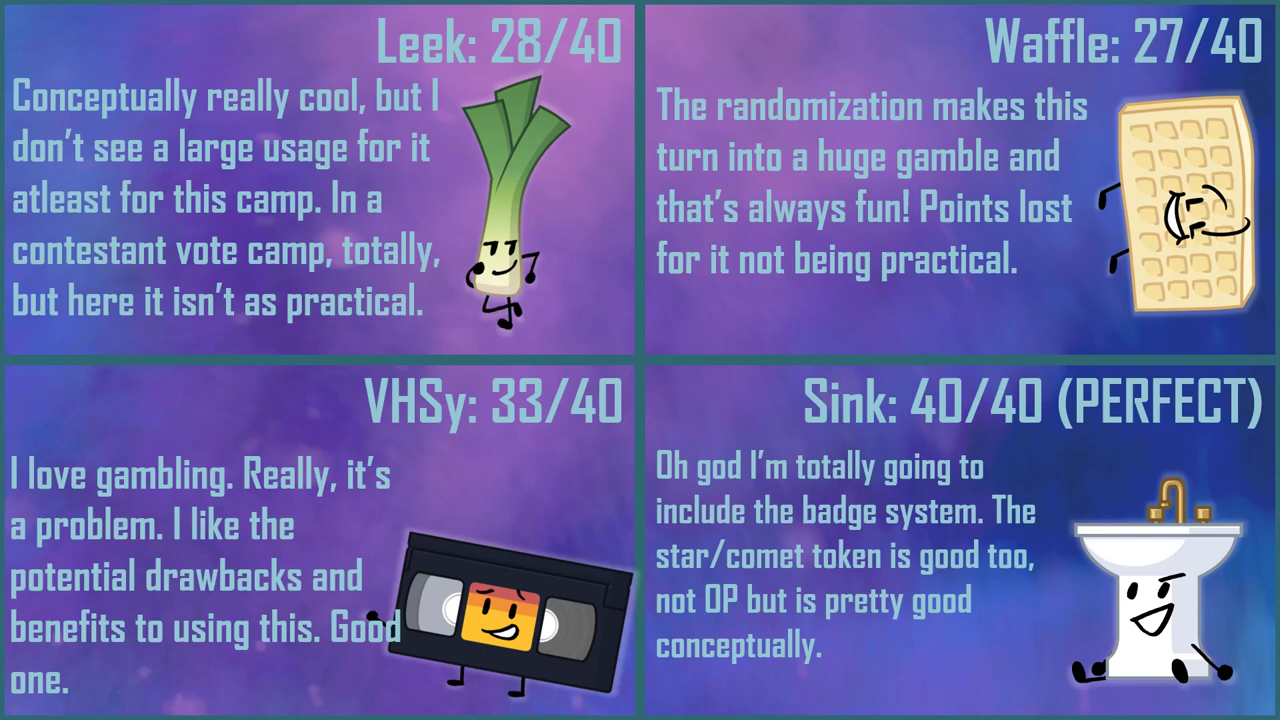 Leek: 28/40
Conceptually really cool, but I
don't see a large usage for it
atleast for this camp. In a
contestant vote camp, totally,
but here it isn't as practical.
Waffle: 27/40
The randomization makes this
turn into a huge gamble and
that's always fun! Points lost
for it not being practical.
VHSy: 33/40
I love gambling. Really, it's
a problem. I like the
potential drawbacks and
benefits to using this. Good
one.
Sink: 40/40 (PERFECT)
Oh god I'm totally going to
include the badge system. The
star/comet token is good too,
not OP but is pretty good
conceptually.